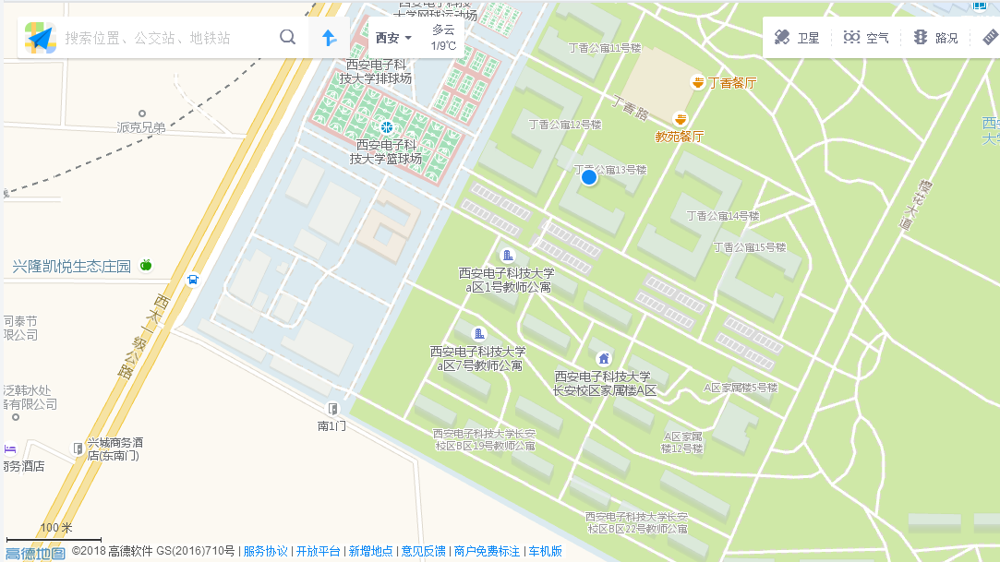 西安电子科技
大学网球运动场
搜索位置、公交站、地铁站
西安
多云
1/9℃
卫星
空气
路况
丁香公寓11号楼
西安电子科
技大学排球场
丁香餐厅
丁香路
教苑餐厅
派克兄弟
丁香公寓12号楼
西安电子科
技大学篮球场
丁香公寓13号楼
樱花大道
丁香公寓14号楼
丁香公寓15号楼
兴隆凯悦生态庄园
西安电子科技大学
a区1号教师公寓
西太一级公路
司泰节
限公司
西安电子科技大学
a区7号教师公寓
西安电子科技大学
长安校区家属楼A区
A区家属楼5号楼
泛韩水处
备有限公司
南1门
西安电子科技大学长安
校区B区19号教师公寓
A区家属
楼12号楼
兴城商务酒
店(东南门)
商务酒店
西安电子科技大学长安
校区B区22号教师公寓
100 米
高德地图
©2018 高德软件 GS(2016)710号 | 服务协议 | 开放平台 | 新增地点 | 意见反馈 | 商户免费标注 | 车机版